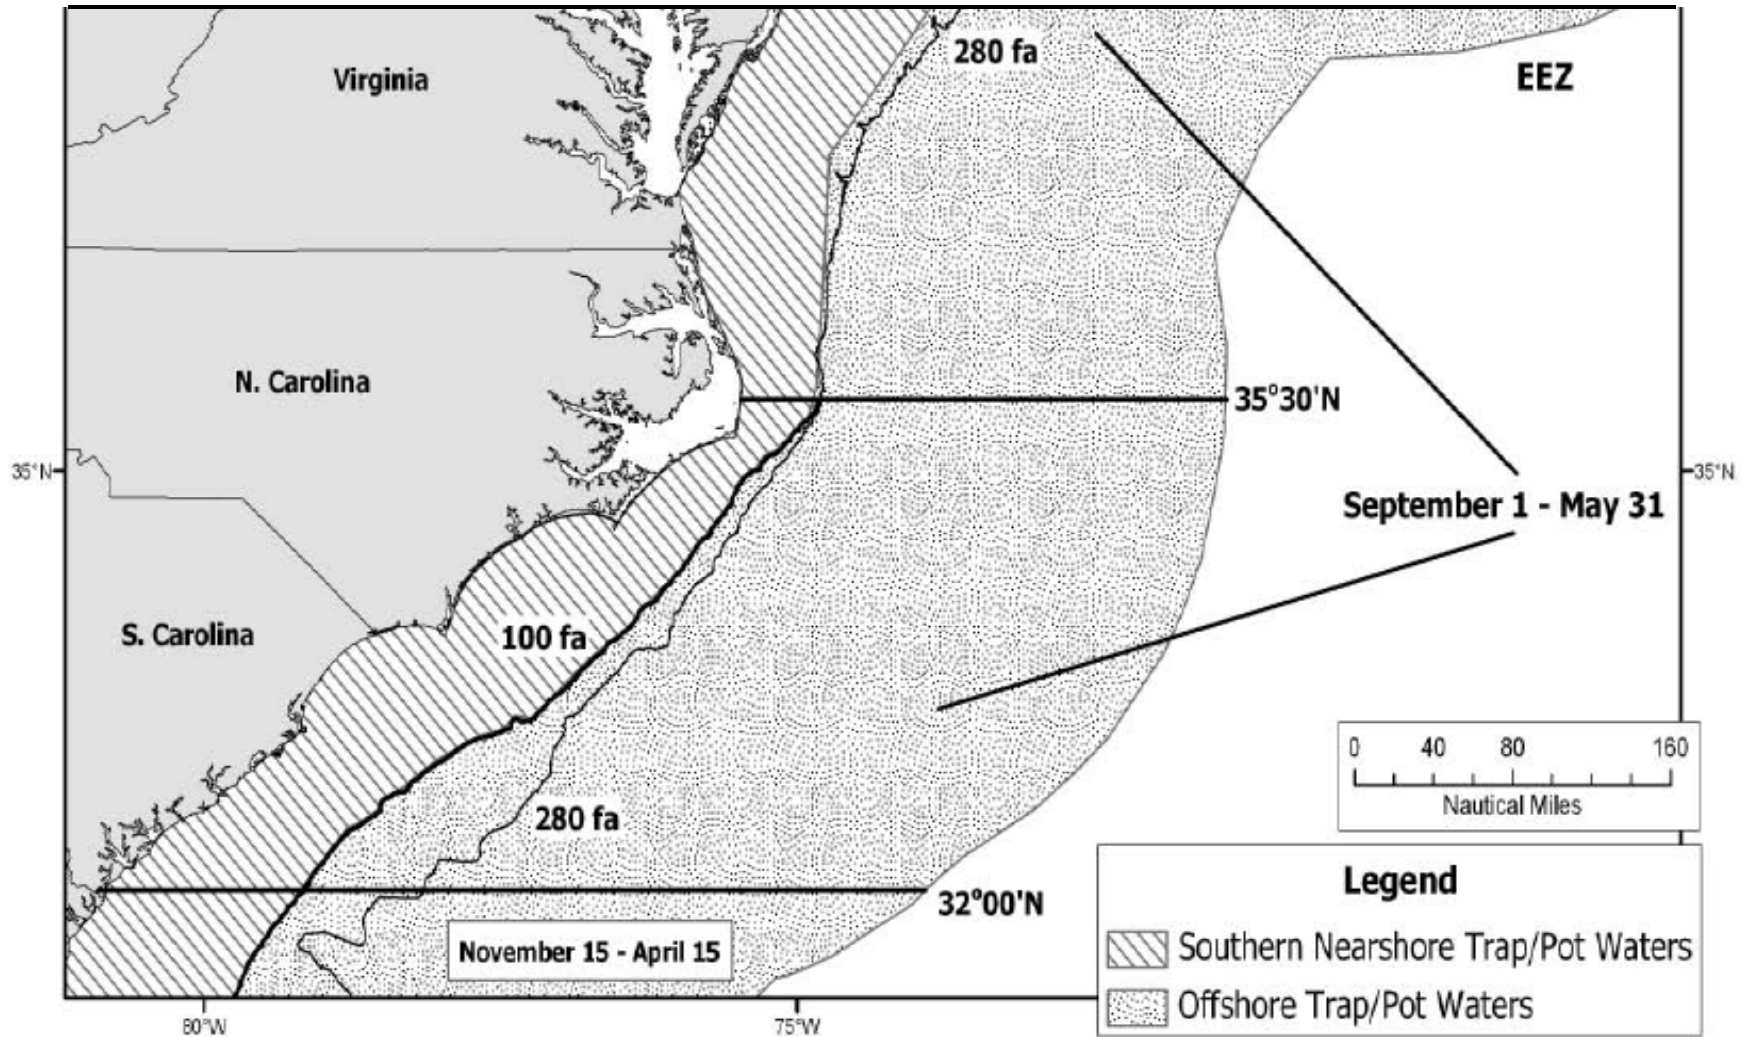 280 fa
Virginia
EEZ
N. Carolina
35°30'N
35°N
35°N
September 1 - May 31
S. Carolina
100 fa
0 40 80 160
Nautical Miles
280 fa
32°00'N
Legend
November 15 - April 15
Southern Nearshore Trap/Pot Waters
Offshore Trap/Pot Waters
80°W
75°W